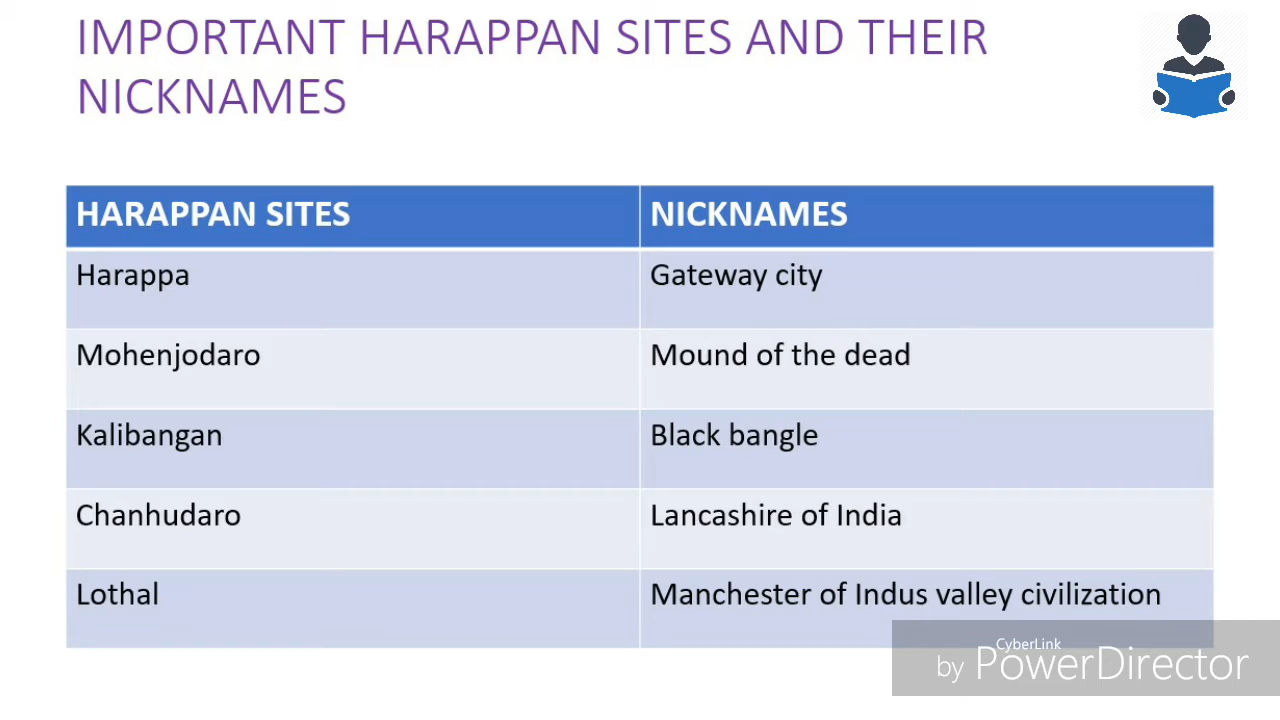 IMPORTANT HARAPPAN SITES AND THEIR
NICKNAMES
HARAPPAN SITES NICKNAMES
Harappa Gateway city
Mohenjodaro Mound of the dead
Kalibangan Black bangle
Chanhudaro Lancashire of India
Lothal Manchester of Indus valley civilization
CyberLink
by PowerDirector